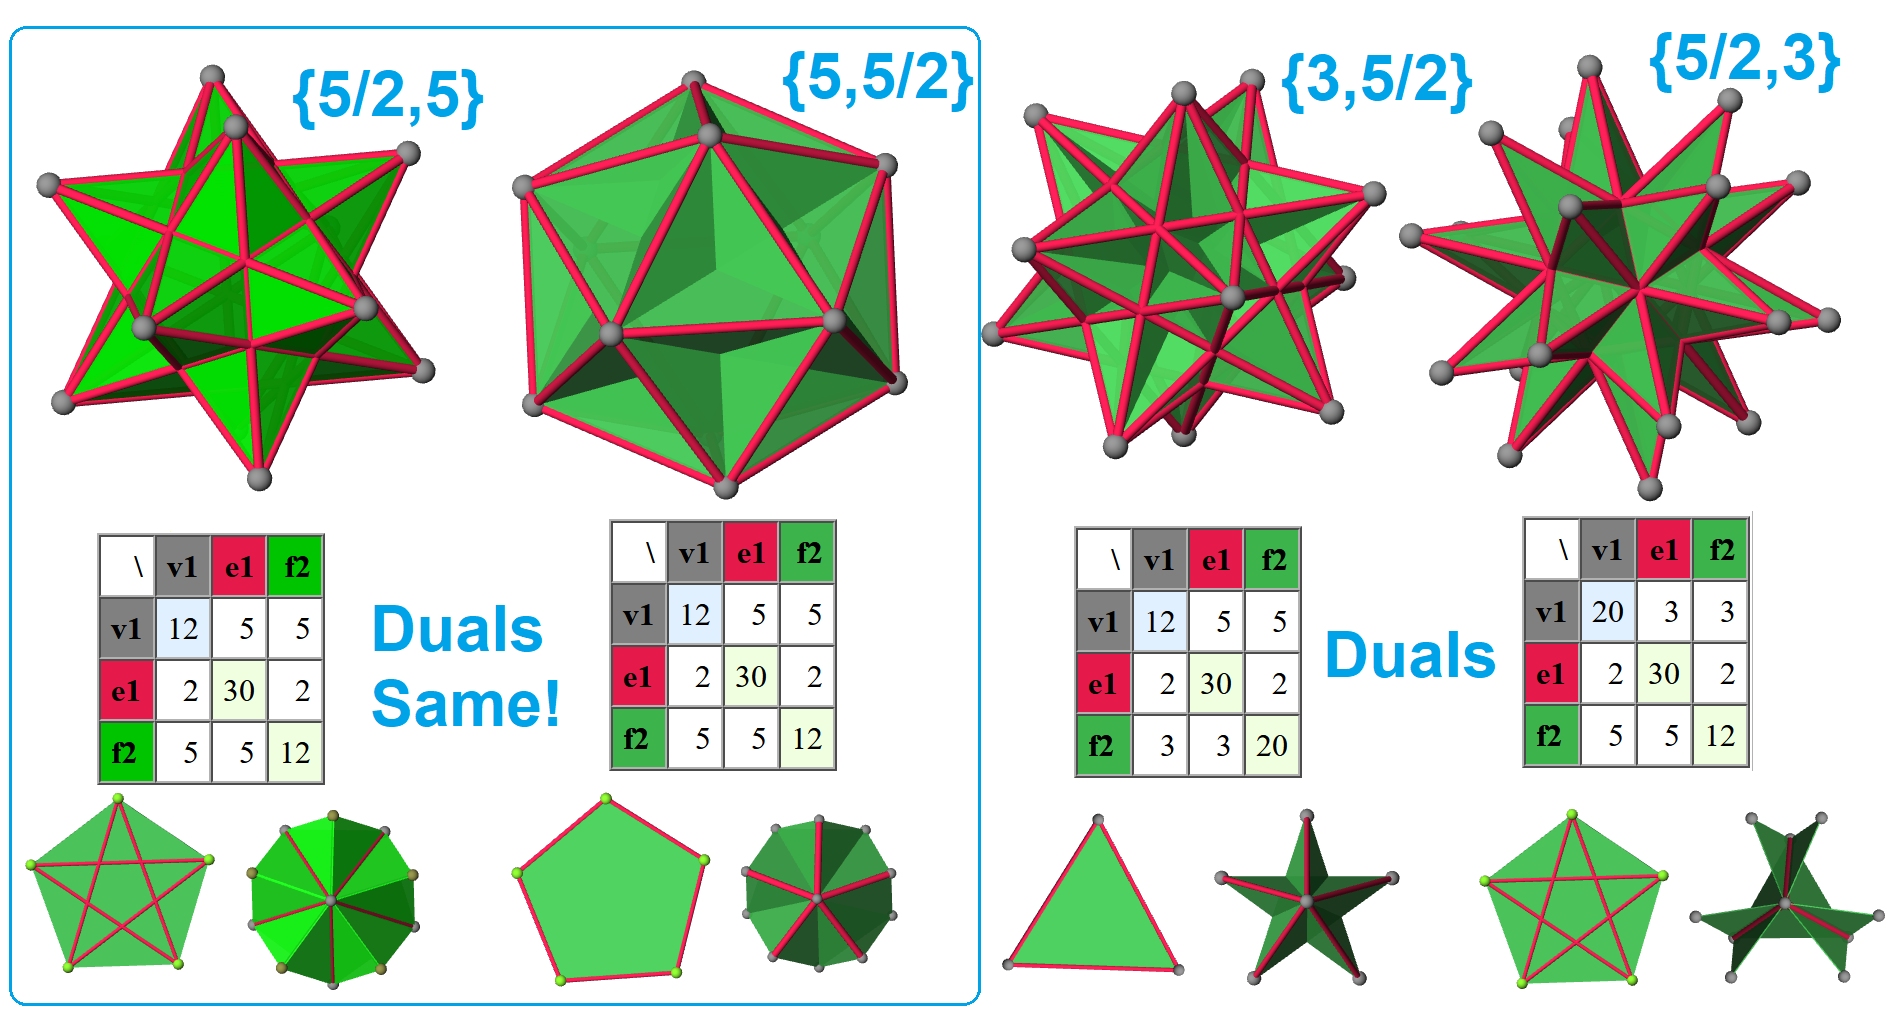 {5/2,5}
{5,5/2}
{3,5/2}
{5/2,3}
\ v1 e1 f2
v1 12 5 5
e1 2 30 2
f2 5 5 12
Duals
Same!
\ v1 e1 f2
v1 12 5 5
e1 2 30 2
f2 5 5 12
\ v1 e1 f2
v1 12 5 5
e1 2 30 2
f2 3 3 20
Duals
\ v1 e1 f2
v1 20 3 3
e1 2 30 2
f2 5 5 12